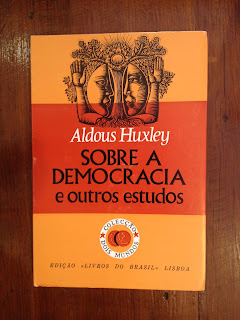 Aldous Huxley
SOBRE A
DEMOCRACIA
e outros estudos
COLECÇÃO
DOIS MUNDOS
EDIÇÃO «LIVROS DO BRASIL» LISBOA